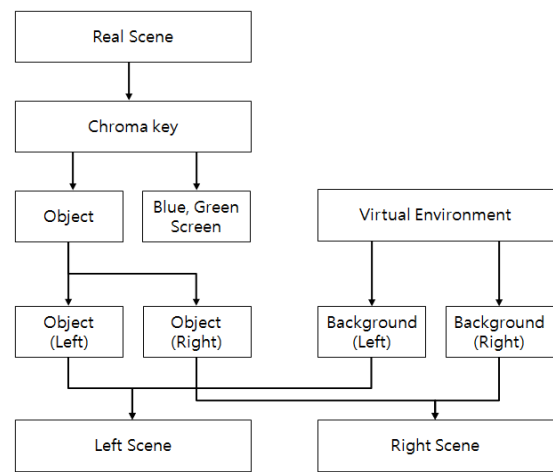 Real Scene
Chroma key
Object
Blue, Green
Screen
Virtual Environment
Object
(Left)
Object
(Right)
Background
(Left)
Background
(Right)
Left Scene
Right Scene